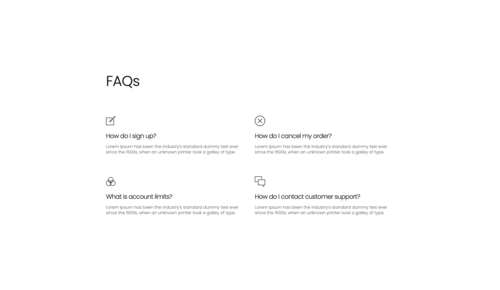 FAQs
How do I sign up?
Lorem Ipsum has been the industry's standard dummy text ever
since the 1500s, when an unknown printer took a galley of type.
How do I cancel my order?
Lorem Ipsum has been the industry's standard dummy text ever
since the 1500s, when an unknown printer took a galley of type.
What is account limits?
Lorem Ipsum has been the industry's standard dummy text ever
since the 1500s, when an unknown printer took a galley of type.
How do I contact customer support?
Lorem Ipsum has been the industry's standard dummy text ever
since the 1500s, when an unknown printer took a galley of type.